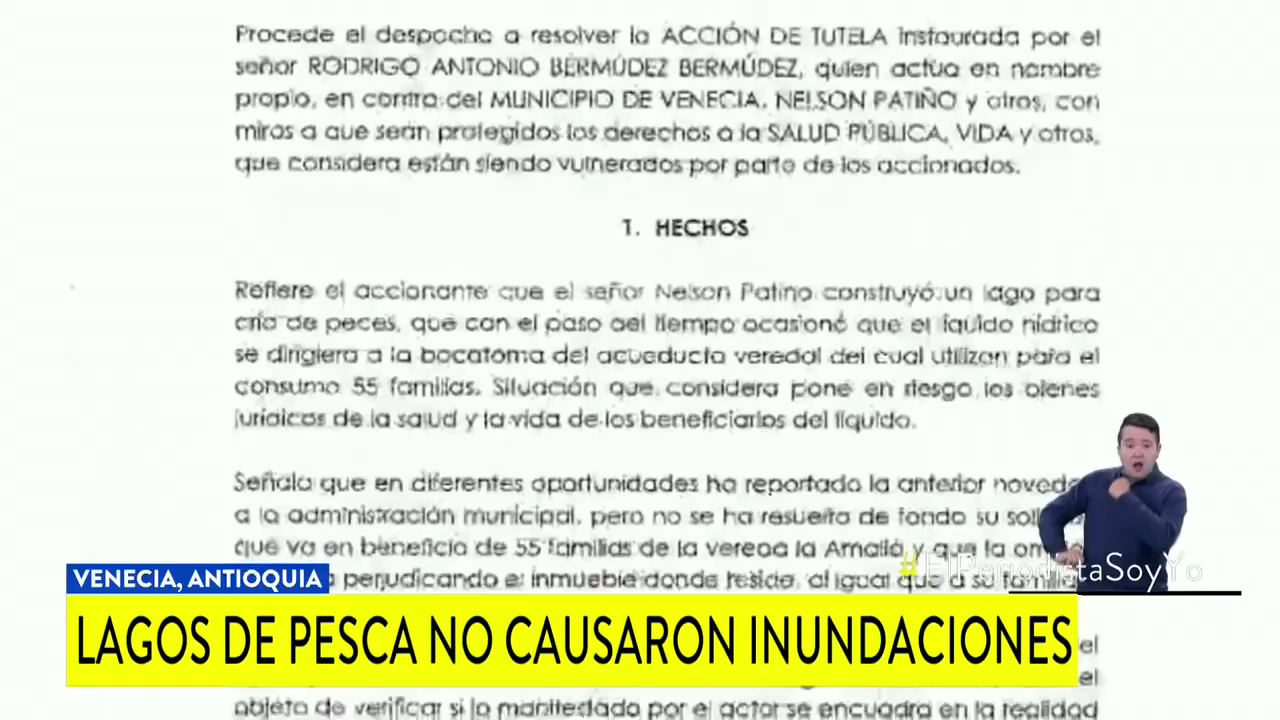 Procede el despacho a resolver la ACCIÓN DE TUTELA instaurada por el
señor RODRIGO ANTONIO BERMÚDEZ BERMÚDEZ, quien actúa en nombre
propio, en contra del MUNICIPIO DE VENECIA, NELSON PATIÑO y otros, con
miras a que sean protegidos los derechos a la SALUD PÚBLICA, VIDA y otros,
que considera están siendo vulnerados por parte de los accionados.
1. HECHOS
Refiere el accionante que el señor Nelson Patiño construyó un lago para
cría de peces, que con el paso del tiempo ocasionó que el líquido hídrico
se dirigiera a la bocatoma del acueducto veredal del cual utilizan para el
consumo 55 familias. Situación que considera pone en riesgo los bienes
jurídicos de la salud y la vida de los beneficiarios del líquido.
Señala que en diferentes oportunidades ha reportado la anterior
a la administración municipal, pero no se ha resuelto de fondo su
que va en beneficio de 55 familias de la vereda la Amalia y que la
#ElPeriodistaSoyYo
VENECIA, ANTIOQUIA
perjudicando el inmueble donde reside, al igual que a su
LAGOS DE PESCA NO CAUSARON INUNDACIONES
el
el
objeto de verificar si lo manifestado por el actor se encuadra en la realidad